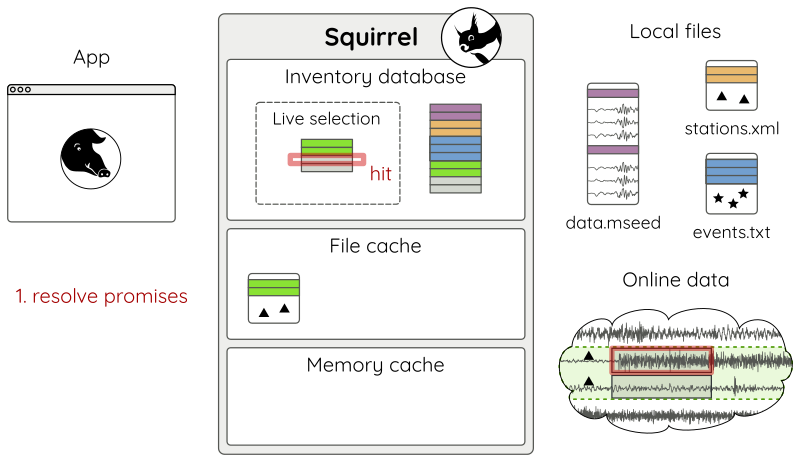 App
1. resolve promises
Squirrel
Inventory database
Live selection
hit
File cache
Memory cache
Local files
data.mseed
stations.xml
events.txt
Online data